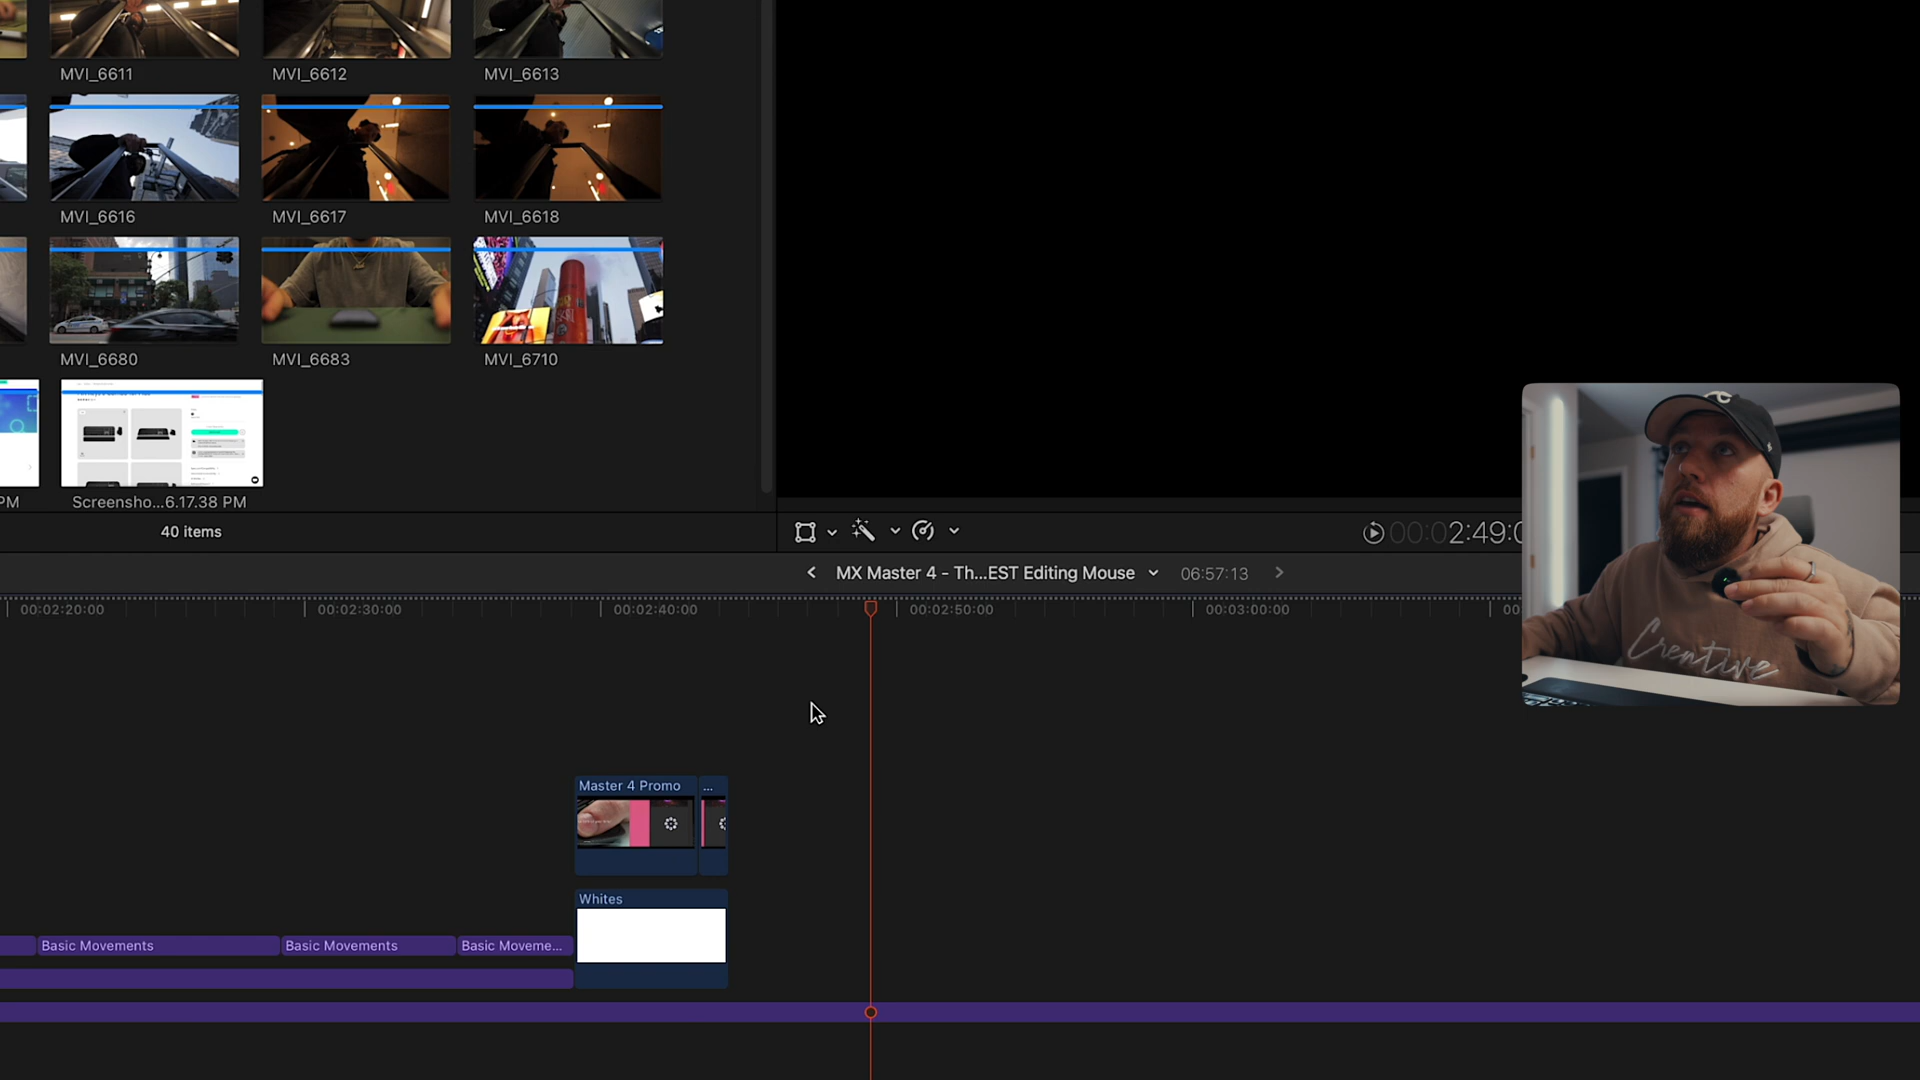 MVI_6611
MVI_6612
MVI_6613
MVI_6616
MVI_6617
MVI_6618
MVI_6680
MVI_6683
MVI_6710
PM
Screensho...6.17.38 PM
40 items
00:02:49:0
MX Master 4 - Th...EST Editing Mouse
06:57:13
00:02:20:00
00:02:30:00
00:02:40:00
00:02:50:00
00:03:00:00
00
Creative
Master 4 Promo
...
Whites
Basic Movements
Basic Movements
Basic Moveme...